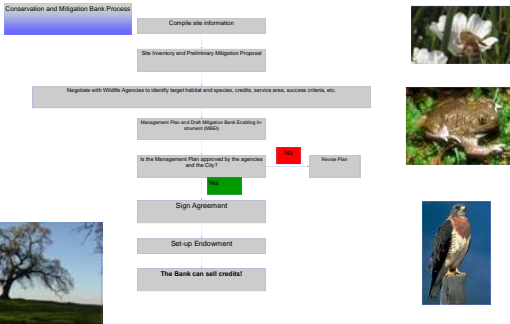 Conservation and Mitigation Bank Process
Compile site information
Site Inventory and Preliminary Mitigation Proposal
Negotiate with Wildlife Agencies to identify target habitat and species, credits, service area, success criteria, etc.
Management Plan and Draft Mitigation Bank Enabling In-
strument (MBEI)
Is the Management Plan approved by the agencies
and the City?
No
Revise Plan
Yes
Sign Agreement
Set-up Endowment
The Bank can sell credits!